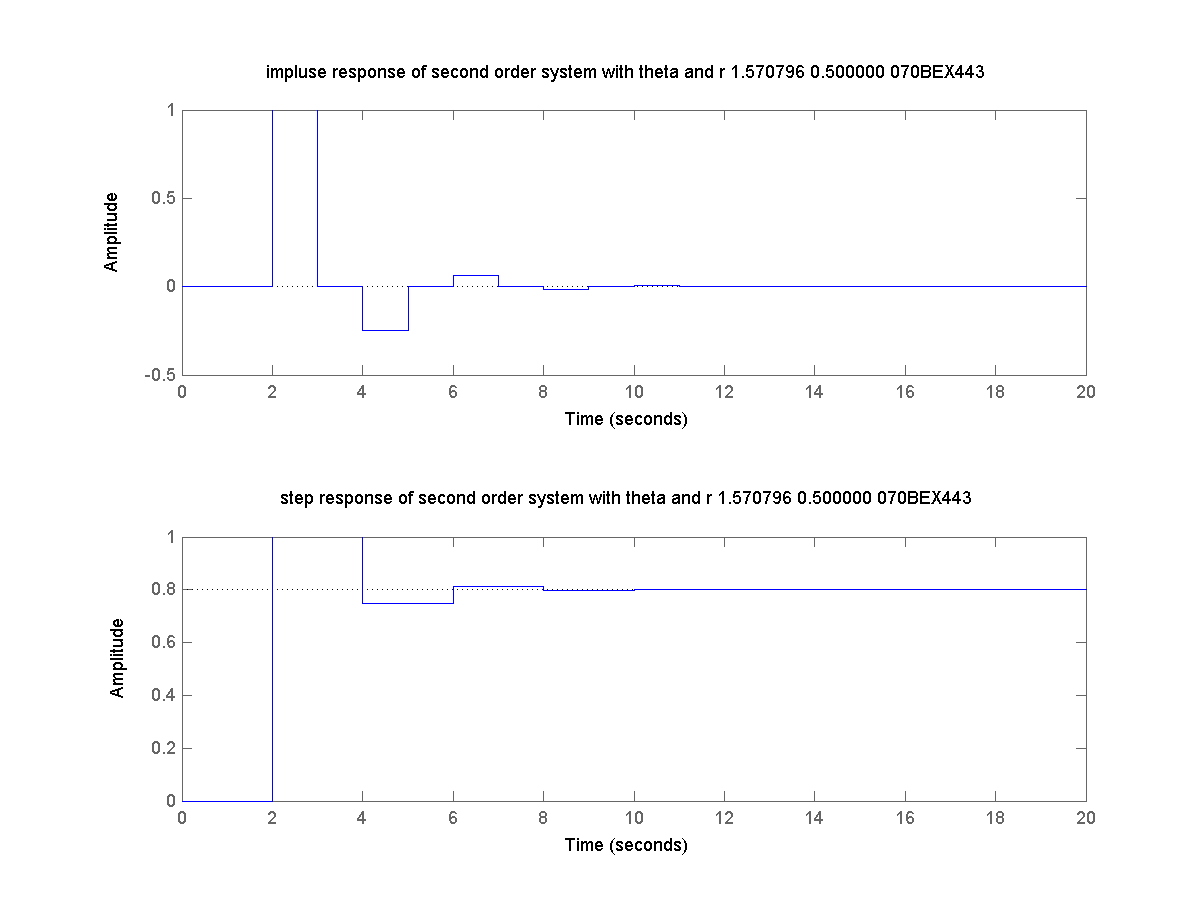 impluse response of second order system with theta and r 1.570796 0.500000 070BEX443
1
0.5
0
-0.5
Amplitude
0 2 4 6 8 10 12 14 16 18 20
Time (seconds)
step response of second order system with theta and r 1.570796 0.500000 070BEX443
1
0.8
0.6
0.4
0.2
0
Amplitude
0 2 4 6 8 10 12 14 16 18 20
Time (seconds)